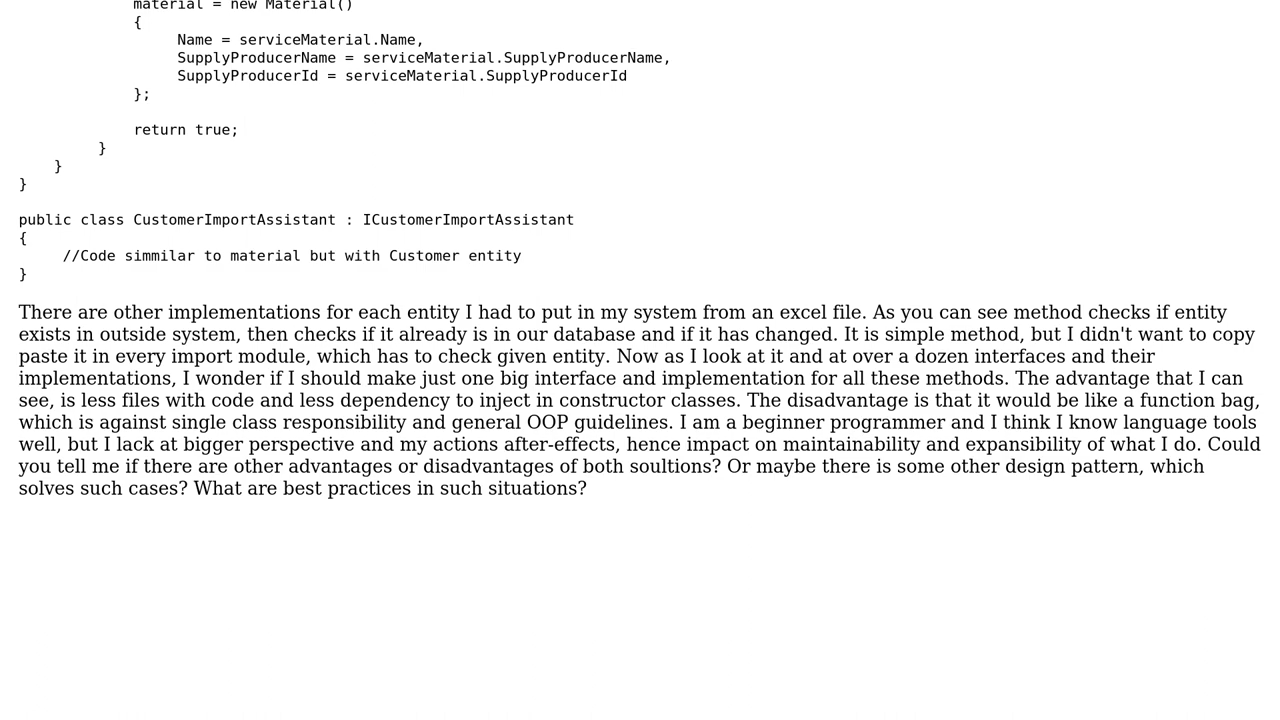 material = new Material()
{
Name = serviceMaterial.Name,
SupplyProducerName = serviceMaterial.SupplyProducerName,
SupplyProducerId = serviceMaterial.SupplyProducerId
};
return true;
}
}
}
public class CustomerImportAssistant : ICustomerImportAssistant
{
//Code simmilar to material but with Customer entity
}
There are other implementations for each entity I had to put in my system from an excel file. As you can see method checks if entity
exists in outside system, then checks if it already is in our database and if it has changed. It is simple method, but I didn't want to copy
paste it in every import module, which has to check given entity. Now as I look at it and at over a dozen interfaces and their
implementations, I wonder if I should make just one big interface and implementation for all these methods. The advantage that I can
see, is less files with code and less dependency to inject in constructor classes. The disadvantage is that it would be like a function bag,
which is against single class responsibility and general OOP guidelines. I am a beginner programmer and I think I know language tools
well, but I lack at bigger perspective and my actions after-effects, hence impact on maintainability and expansibility of what I do. Could
you tell me if there are other advantages or disadvantages of both soultions? Or maybe there is some other design pattern, which
solves such cases? What are best practices in such situations?